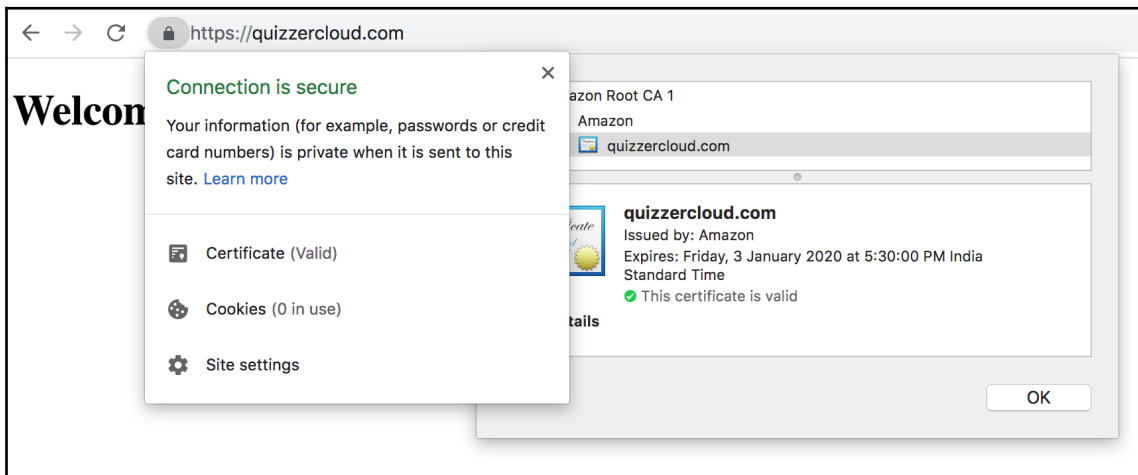 https://quizzercloud.com
Welcom
Connection is secure
Your information (for example, passwords or credit
card numbers) is private when it is sent to this
site. Learn more
Certificate (Valid)
Cookies (0 in use)
Site settings
azon Root CA 1
Amazon
quizzercloud.com
quizzercloud.com
Issued by: Amazon
Expires: Friday, 3 January 2020 at 5:30:00 PM India
Standard Time
This certificate is valid
tails
OK